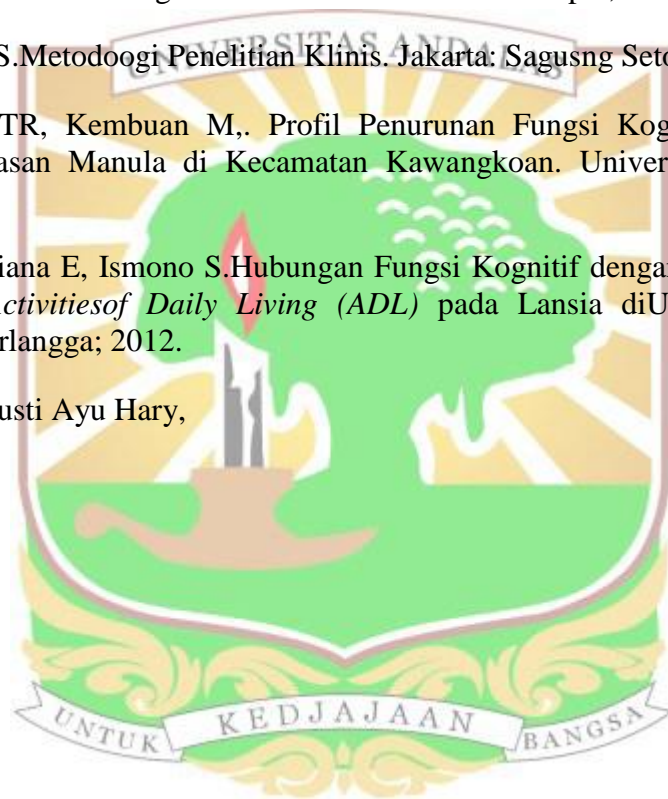 UNIVERSITAS ANDALAS
S.Metodoogi Penelitian Klinis. Jakarta: Sagusng Seto
TR, Kembuan M,. Profil Penurunan Fungsi Kog
asan Manula di Kecamatan Kawangkoan. Univer
iana E, Ismono S.Hubungan Fungsi Kognitif dengan
ctivitiesof Daily Living (ADL) pada Lansia diU
rlangga; 2012.
usti Ayu Hary,
UNTUK KEDJAJAAN BANGSA